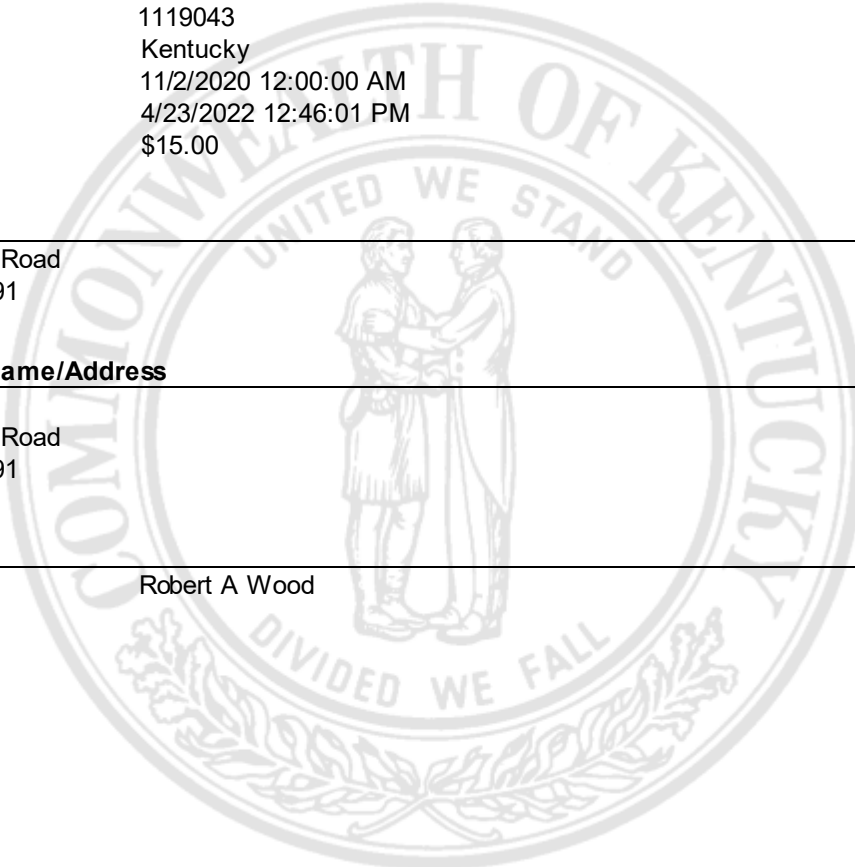 1119043
Kentucky
11/2/2020 12:00:00 AM
4/23/2022 12:46:01 PM
$15.00
COMMONWEALTH OF KENTUCKY
UNITED WE STAND
Road
91
ame/Address
Road
91
Robert A Wood
DIVIDED WE FALL